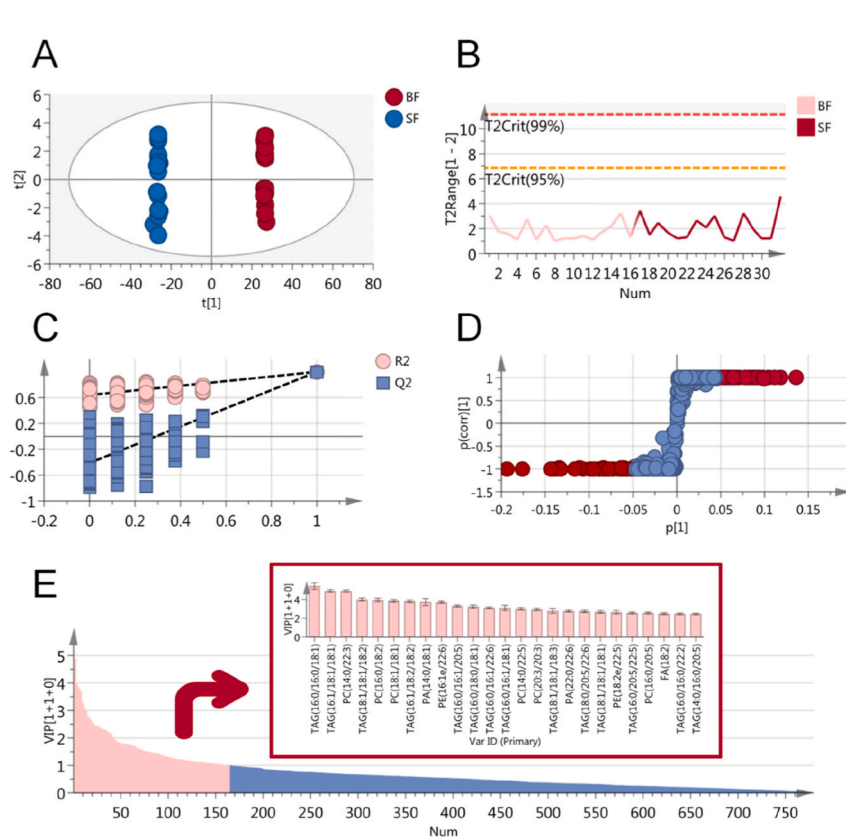 A
B
BF
SF
BF
SF
6
4
2
0
-2
-4
-6
t[2]
-80 -60 -40 -20 0 20 40 60 80
t[1]
10
8
6
4
2
0
T2Range[1 - 2]
T2Crit(99%)
T2Crit(95%)
2 4 6 8 10 12 14 16 18 20 22 24 26 28 30
Num
C
D
R2
Q2
0.6
0.2
-0.2
-0.6
-1
-0.2 0 0.2 0.4 0.6 0.8 1
1
0.5
0
-0.5
-1
-1.5
p(corr)[1]
-0.2 -0.15 -0.1 -0.05 0 0.05 0.1 0.15
p[1]
E
5
4
3
2
1
0
VIP[1+1+0]
50 100 150 200 250 300 350 400 450 500 550 600 650 700 750
Num
4
2
0
VIP[1+1+0]
TAG(16:0/16:0/18:1)
TAG(16:1/18:1/18:2)
PC(14:0/22:3)
TAG(18:1/18:1/18:2)
PC(16:0/18:2)
PC(18:1/18:1)
TAG(16:1/18:2/18:2)
PA(14:0/18:1)
PE(16:1e/22:6)
TAG(16:0/16:1/20:5)
TAG(16:0/18:0/18:1)
TAG(16:0/16:1/22:6)
TAG(16:0/16:1/18:1)
PC(14:0/22:5)
PC(20:3/20:3)
TAG(18:1/18:1/18:3)
PA(22:0/22:6)
TAG(18:0/20:5/22:6)
TAG(18:1/18:1/18:1)
PE(18:2e/22:5)
TAG(16:0/20:5/22:6)
PC(16:0/20:5)
FA(18:2)
TAG(16:0/16:0/22:2)
TAG(14:0/16:0/20:5)
Var ID (Primary)